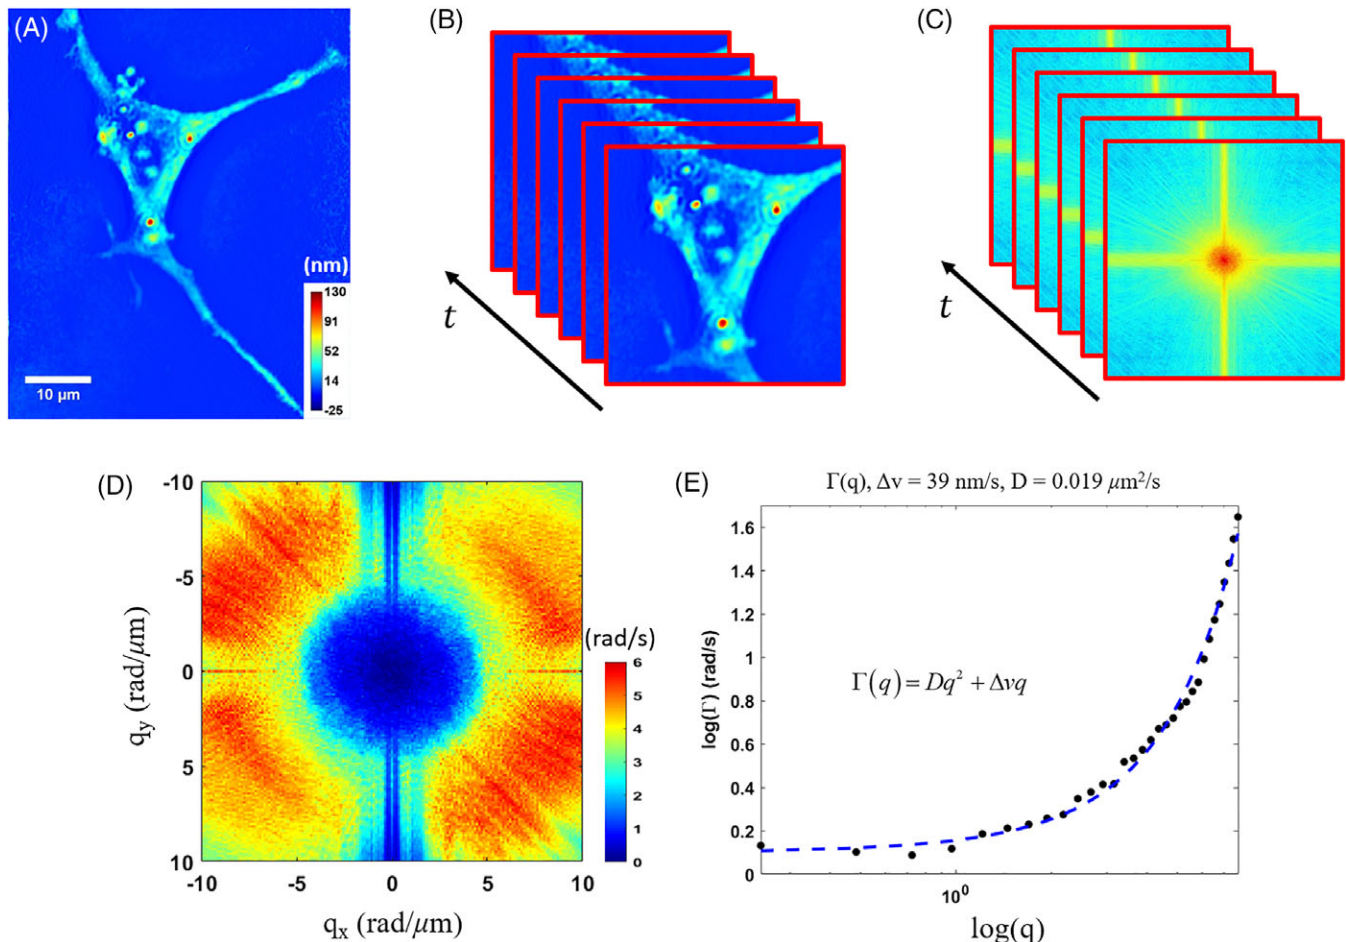 (A)
(nm)
130
91
52
14
-25
10 μm
(B)
t
(C)
t
(D)
-10
-5
0
5
10
q_y (rad/μm)
-10
-5
0
5
10
q_x (rad/μm)
(rad/s)
6
5
4
3
2
1
0
(E)
Γ(q), Δv = 39 nm/s, D = 0.019 μm²/s
1.6
1.4
1.2
1
0.8
0.6
0.4
0.2
0
log(Γ) (rad/s)
Γ(q) = Dq² + Δvq
10⁰
log(q)